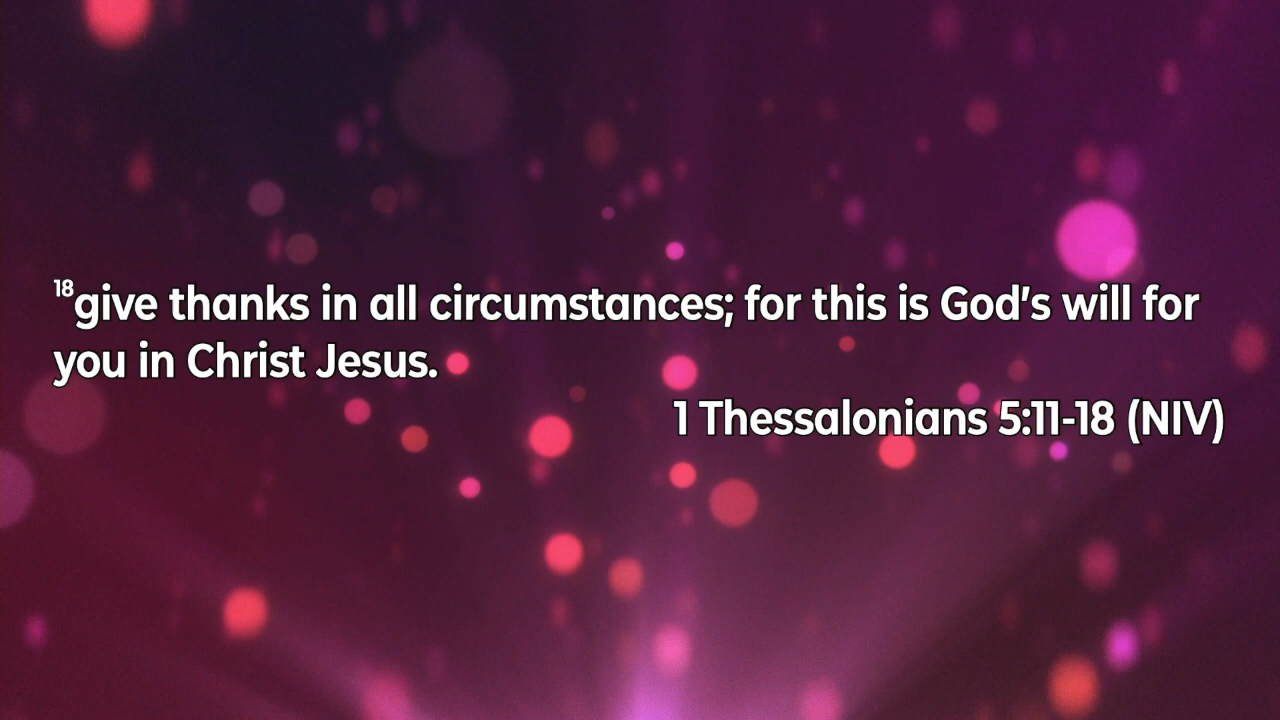 18give thanks in all circumstances; for this is God's will for
you in Christ Jesus.
1 Thessalonians 5:11-18 (NIV)